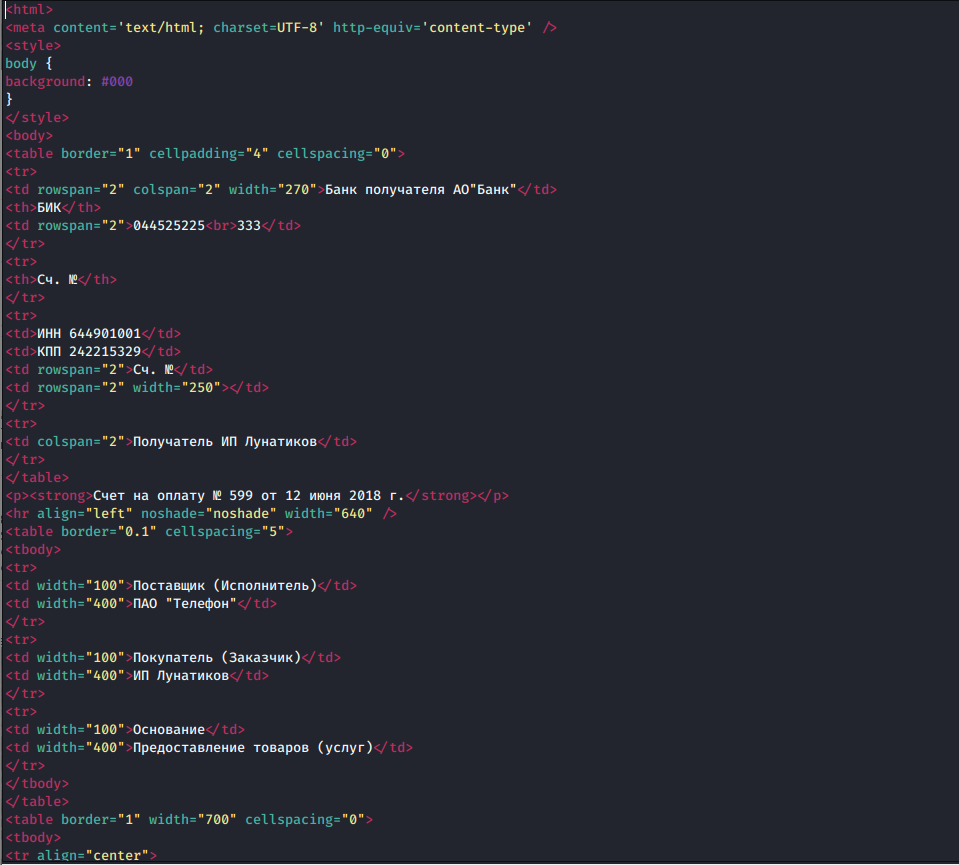 <html>
<meta content='text/html; charset=UTF-8' http-equiv='content-type' />
<style>
body {
background: #000
}
</style>
<body>
<table border="1" cellpadding="4" cellspacing="0">
<tr>
<td rowspan="2" colspan="2" width="270">Банк получателя АО"Банк"</td>
<th>БИК</th>
<td rowspan="2">044525225<br>333</td>
</tr>
<tr>
<th>Сч. №</th>
</tr>
<tr>
<td>ИНН 644901001</td>
<td>КПП 242215329</td>
<td rowspan="2">Сч. №</td>
<td rowspan="2" width="250"></td>
</tr>
<tr>
<td colspan="2">Получатель ИП Лунатиков</td>
</tr>
</table>
<p><strong>Счет на оплату № 599 от 12 июня 2018 г.</strong></p>
<hr align="left" noshade="noshade" width="640" />
<table border="0.1" cellspacing="5">
<tbody>
<tr>
<td width="100">Поставщик (Исполнитель)</td>
<td width="400">ПАО "Телефон"</td>
</tr>
<tr>
<td width="100">Покупатель (Заказчик)</td>
<td width="400">ИП Лунатиков</td>
</tr>
<tr>
<td width="100">Основание</td>
<td width="400">Предоставление товаров (услуг)</td>
</tr>
</tbody>
</table>
<table border="1" width="700" cellspacing="0">
<tbody>
<tr align="center">